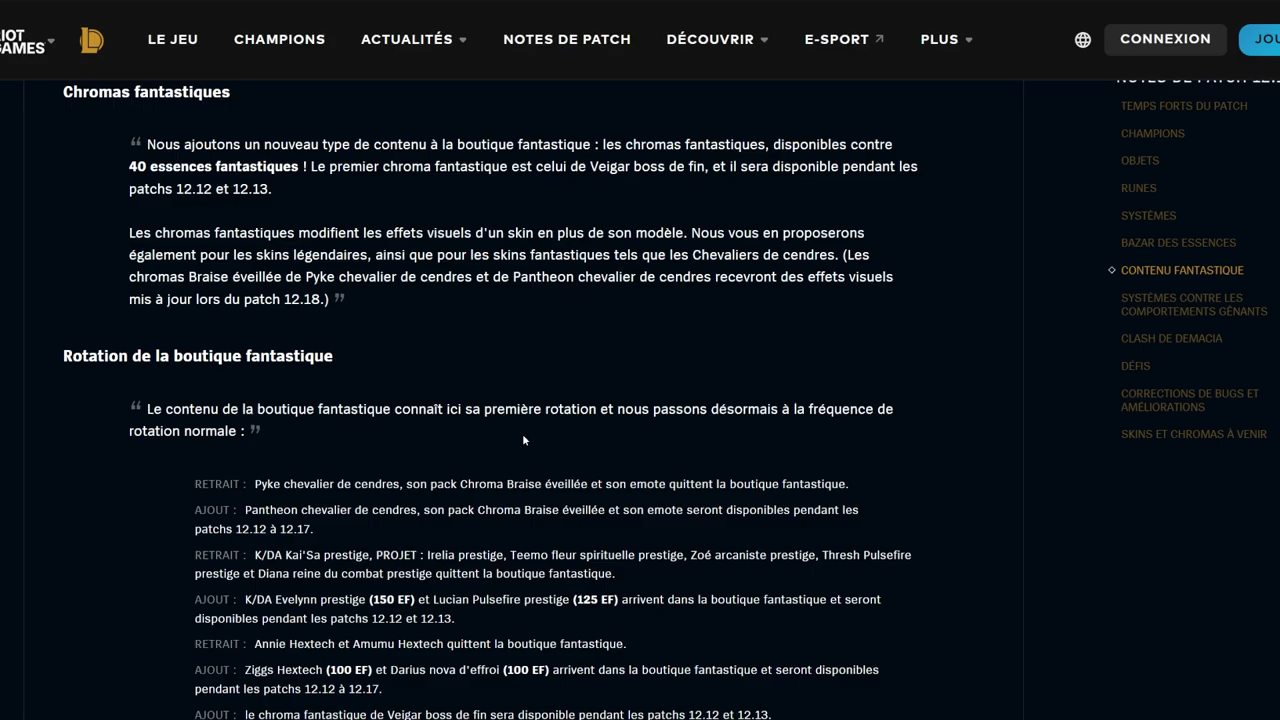 IOT
GAMES
LE JEU
CHAMPIONS
ACTUALITÉS
NOTES DE PATCH
DÉCOUVRIR
E-SPORT
PLUS
CONNEXION
JOU
Chromas fantastiques
“ Nous ajoutons un nouveau type de contenu à la boutique fantastique : les chromas fantastiques, disponibles contre
40 essences fantastiques ! Le premier chroma fantastique est celui de Veigar boss de fin, et il sera disponible pendant les
patchs 12.12 et 12.13.
Les chromas fantastiques modifient les effets visuels d'un skin en plus de son modèle. Nous vous en proposerons
également pour les skins légendaires, ainsi que pour les skins fantastiques tels que les Chevaliers de cendres. (Les
chromas Braise éveillée de Pyke chevalier de cendres et de Pantheon chevalier de cendres recevront des effets visuels
mis à jour lors du patch 12.18.) ”
Rotation de la boutique fantastique
“ Le contenu de la boutique fantastique connaît ici sa première rotation et nous passons désormais à la fréquence de
rotation normale : ”
RETRAIT : Pyke chevalier de cendres, son pack Chroma Braise éveillée et son emote quittent la boutique fantastique.
AJOUT : Pantheon chevalier de cendres, son pack Chroma Braise éveillée et son emote seront disponibles pendant les
patchs 12.12 à 12.17.
RETRAIT : K/DA Kai'Sa prestige, PROJET : Irelia prestige, Teemo fleur spirituelle prestige, Zoé arcaniste prestige, Thresh Pulsefire
prestige et Diana reine du combat prestige quittent la boutique fantastique.
AJOUT : K/DA Evelynn prestige (150 EF) et Lucian Pulsefire prestige (125 EF) arrivent dans la boutique fantastique et seront
disponibles pendant les patchs 12.12 et 12.13.
RETRAIT : Annie Hextech et Amumu Hextech quittent la boutique fantastique.
AJOUT : Ziggs Hextech (100 EF) et Darius nova d'effroi (100 EF) arrivent dans la boutique fantastique et seront disponibles
pendant les patchs 12.12 à 12.17.
AJOUT : le chroma fantastique de Veigar boss de fin sera disponible pendant les patchs 12.12 et 12.13.
NOTES DE PATCH 12.1
TEMPS FORTS DU PATCH
CHAMPIONS
OBJETS
RUNES
SYSTÈMES
BAZAR DES ESSENCES
CONTENU FANTASTIQUE
SYSTÈMES CONTRE LES
COMPORTEMENTS GÊNANTS
CLASH DE DEMACIA
DÉFIS
CORRECTIONS DE BUGS ET
AMÉLIORATIONS
SKINS ET CHROMAS À VENIR